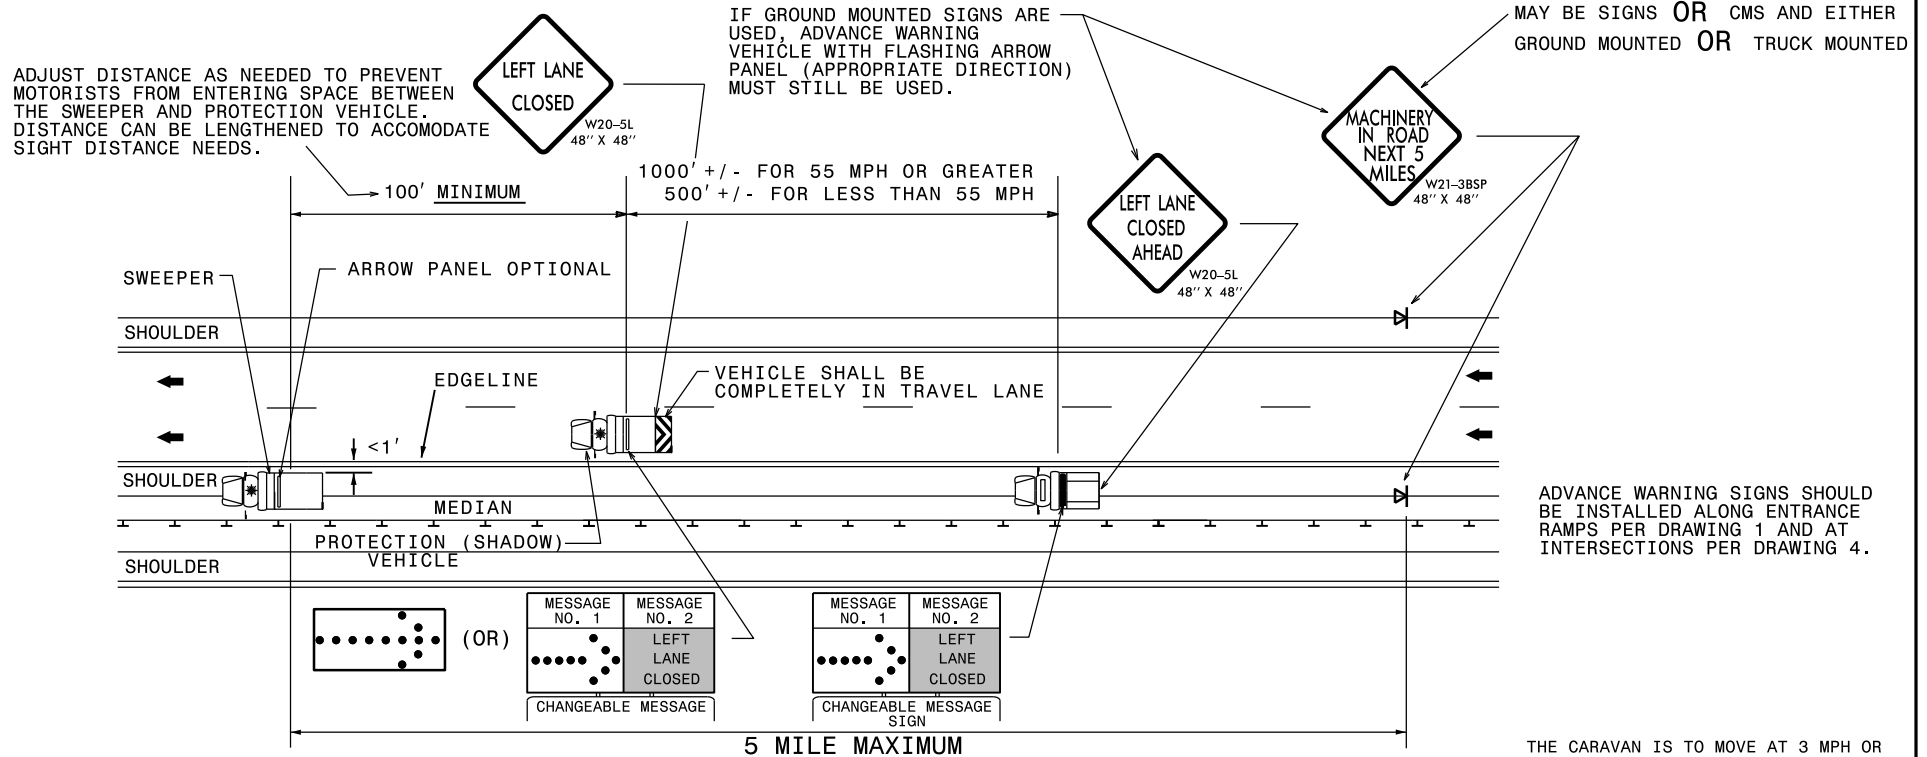 ADJUST DISTANCE AS NEEDED TO PREVENT
MOTORISTS FROM ENTERING SPACE BETWEEN
THE SWEEPER AND PROTECTION VEHICLE.
DISTANCE CAN BE LENGTHENED TO ACCOMODATE
SIGHT DISTANCE NEEDS.
LEFT LANE
CLOSED
W20-5L
48'' X 48''
IF GROUND MOUNTED SIGNS ARE
USED, ADVANCE WARNING
VEHICLE WITH FLASHING ARROW
PANEL (APPROPRIATE DIRECTION)
MUST STILL BE USED.
MAY BE SIGNS OR CMS AND EITHER
GROUND MOUNTED OR TRUCK MOUNTED
MACHINERY
IN ROAD
NEXT 5
MILES
W21-3BSP
48'' X 48''
100' MINIMUM
1000' +/- FOR 55 MPH OR GREATER
500' +/- FOR LESS THAN 55 MPH
LEFT LANE
CLOSED
AHEAD
W20-5L
48'' X 48''
SWEEPER
ARROW PANEL OPTIONAL
SHOULDER
EDGELINE
VEHICLE SHALL BE
COMPLETELY IN TRAVEL LANE
<1'
SHOULDER
MEDIAN
PROTECTION (SHADOW)
VEHICLE
SHOULDER
ADVANCE WARNING SIGNS SHOULD
BE INSTALLED ALONG ENTRANCE
RAMPS PER DRAWING 1 AND AT
INTERSECTIONS PER DRAWING 4.
(OR)
MESSAGE
NO. 1
MESSAGE
NO. 2
LEFT
LANE
CLOSED
CHANGEABLE MESSAGE
MESSAGE
NO. 1
MESSAGE
NO. 2
LEFT
LANE
CLOSED
CHANGEABLE MESSAGE
SIGN
5 MILE MAXIMUM
THE CARAVAN IS TO MOVE AT 3 MPH OR